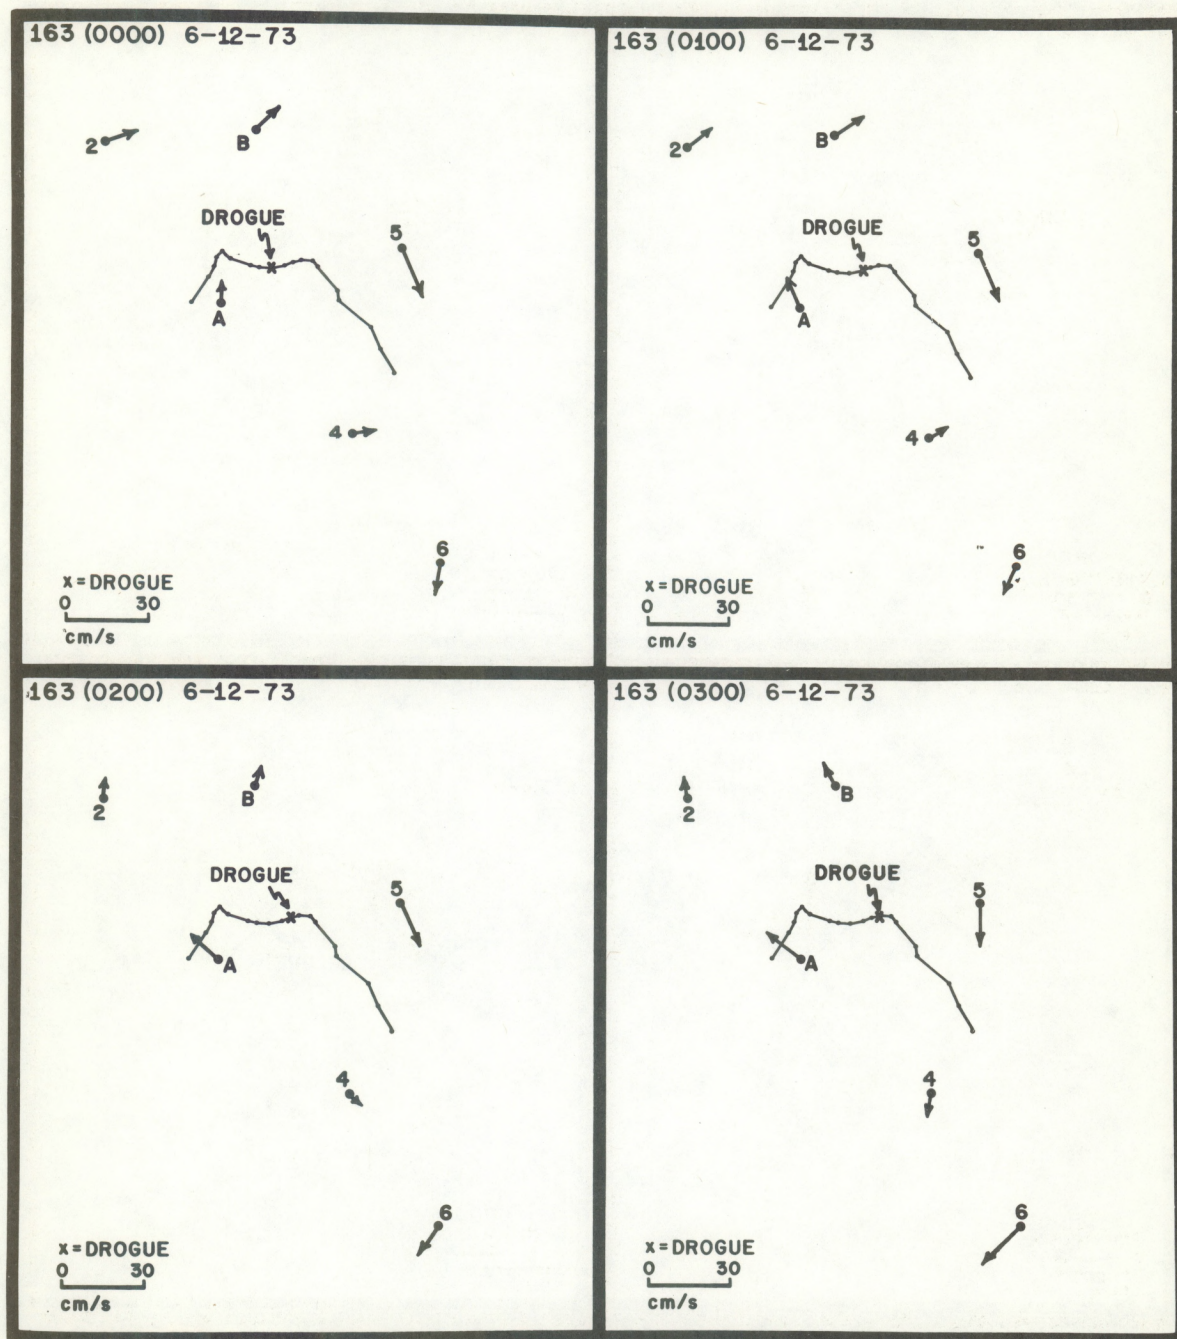 163 (0000) 6-12-73
B
2
DROGUE
5
A
4
6
x = DROGUE
0 30
cm/s
163 (0100) 6-12-73
B
2
DROGUE
5
A
4
6
x = DROGUE
0 30
cm/s
163 (0200) 6-12-73
B
2
DROGUE
5
A
4
6
x = DROGUE
0 30
cm/s
163 (0300) 6-12-73
B
2
DROGUE
5
A
4
6
x = DROGUE
0 30
cm/s